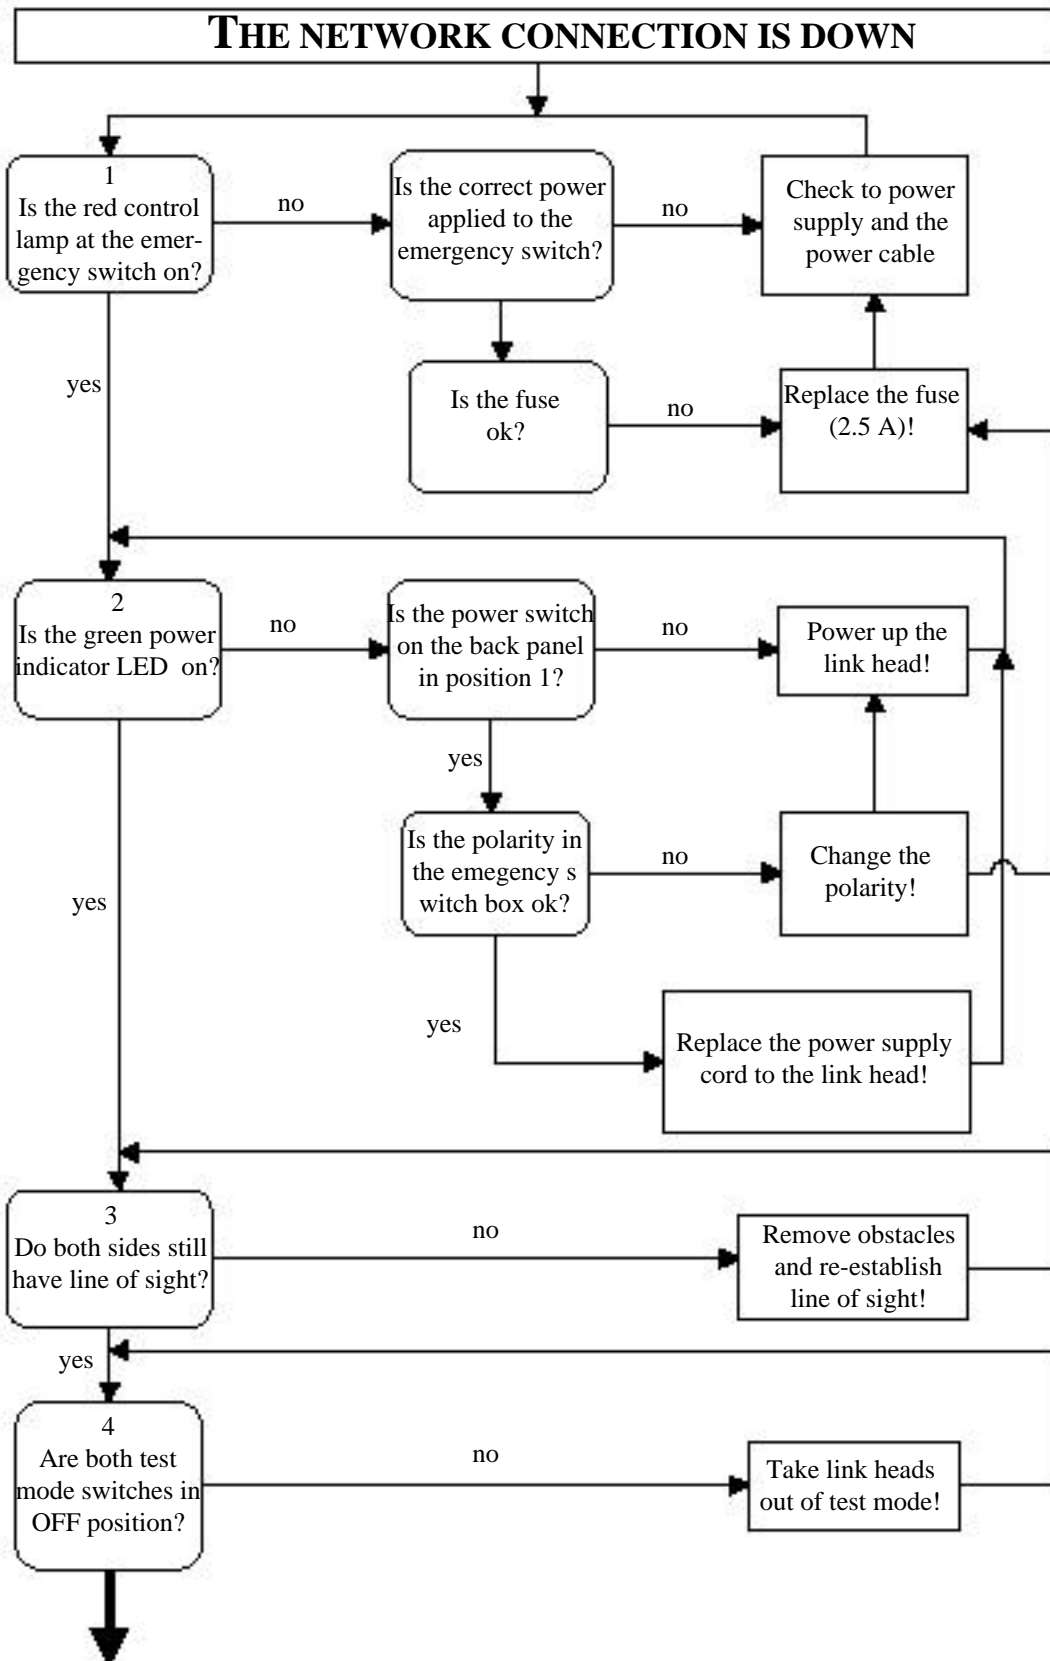 THE NETWORK CONNECTION IS DOWN
1
Is the red control
lamp at the emer-
gency switch on?
no
Is the correct power
applied to the
emergency switch?
no
Check to power
supply and the
power cable
yes
Is the fuse
ok?
no
Replace the fuse
(2.5 A)!
2
Is the green power
indicator LED on?
no
Is the power switch
on the back panel
in position 1?
no
Power up the
link head!
yes
yes
Is the polarity in
the emegency s
witch box ok?
no
Change the
polarity!
yes
Replace the power supply
cord to the link head!
3
Do both sides still
have line of sight?
no
Remove obstacles
and re-establish
line of sight!
yes
4
Are both test
mode switches in
OFF position?
no
Take link heads
out of test mode!